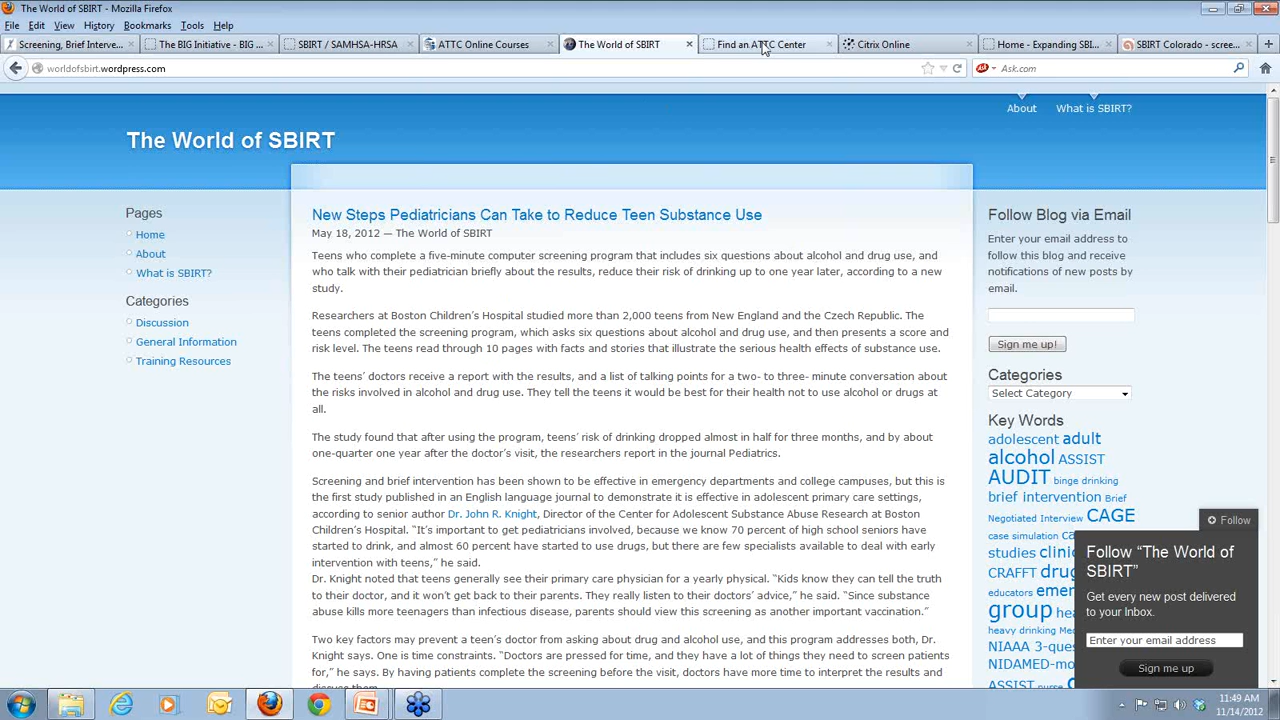 The World of SBIRT - Mozilla Firefox
File Edit View History Bookmarks Tools Help
Screening, Brief Interve...
The BIG Initiative - BIG ...
SBIRT / SAMHSA-HRSA
ATTC Online Courses
The World of SBIRT
Find an ATTC Center
Citrix Online
Home - Expanding SBI...
SBIRT Colorado - scree...
worldofsbirt.wordpress.com
Ask.com
About
What is SBIRT?
The World of SBIRT
Pages
Home
About
What is SBIRT?
Categories
Discussion
General Information
Training Resources
New Steps Pediatricians Can Take to Reduce Teen Substance Use
May 18, 2012 — The World of SBIRT
Teens who complete a five-minute computer screening program that includes six questions about alcohol and drug use, and
who talk with their pediatrician briefly about the results, reduce their risk of drinking up to one year later, according to a new
study.
Researchers at Boston Children's Hospital studied more than 2,000 teens from New England and the Czech Republic. The
teens completed the screening program, which asks six questions about alcohol and drug use, and then presents a score and
risk level. The teens read through 10 pages with facts and stories that illustrate the serious health effects of substance use.
The teens' doctors receive a report with the results, and a list of talking points for a two- to three- minute conversation about
the risks involved in alcohol and drug use. They tell the teens it would be best for their health not to use alcohol or drugs at
all.
The study found that after using the program, teens' risk of drinking dropped almost in half for three months, and by about
one-quarter one year after the doctor's visit, the researchers report in the journal Pediatrics.
Screening and brief intervention has been shown to be effective in emergency departments and college campuses, but this is
the first study published in an English language journal to demonstrate it is effective in adolescent primary care settings,
according to senior author Dr. John R. Knight, Director of the Center for Adolescent Substance Abuse Research at Boston
Children's Hospital. "It's important to get pediatricians involved, because we know 70 percent of high school seniors have
started to drink, and almost 60 percent have started to use drugs, but there are few specialists available to deal with early
intervention with teens," he said.
Dr. Knight noted that teens generally see their primary care physician for a yearly physical. "Kids know they can tell the truth
to their doctor, and it won't get back to their parents. They really listen to their doctors' advice," he said. "Since substance
abuse kills more teenagers than infectious disease, parents should view this screening as another important vaccination."
Two key factors may prevent a teen's doctor from asking about drug and alcohol use, and this program addresses both, Dr.
Knight says. One is time constraints. "Doctors are pressed for time, and they have a lot of things they need to screen patients
for," he says. By having patients complete the screening before the visit, doctors have more time to interpret the results and
Follow Blog via Email
Enter your email address to
follow this blog and receive
notifications of new posts by
email.
Sign me up!
Categories
Select Category
Key Words
adolescent adult
alcohol ASSIST
AUDIT binge drinking
brief intervention Brief
Negotiated Interview CAGE
case simulation
studies
CRAFFT
educators
group
heavy drinking
NIAAA
ASSIST
Follow
Follow "The World of
SBIRT"
Get every new post delivered
to your Inbox.
Enter your email address
Sign me up
11:49 AM
11/14/2012